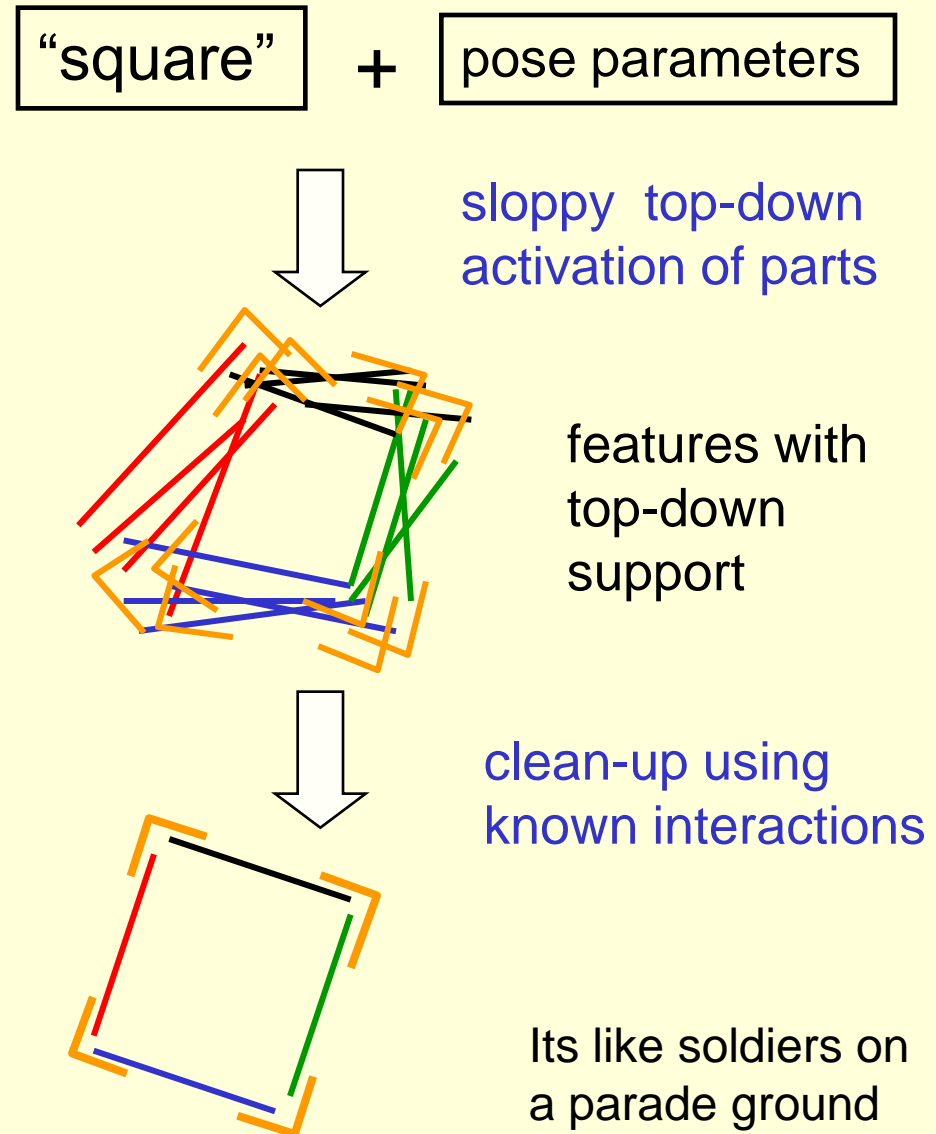 “square” + pose parameters
sloppy top-down
activation of parts
features with
top-down
support
clean-up using
known interactions
Its like soldiers on
a parade ground